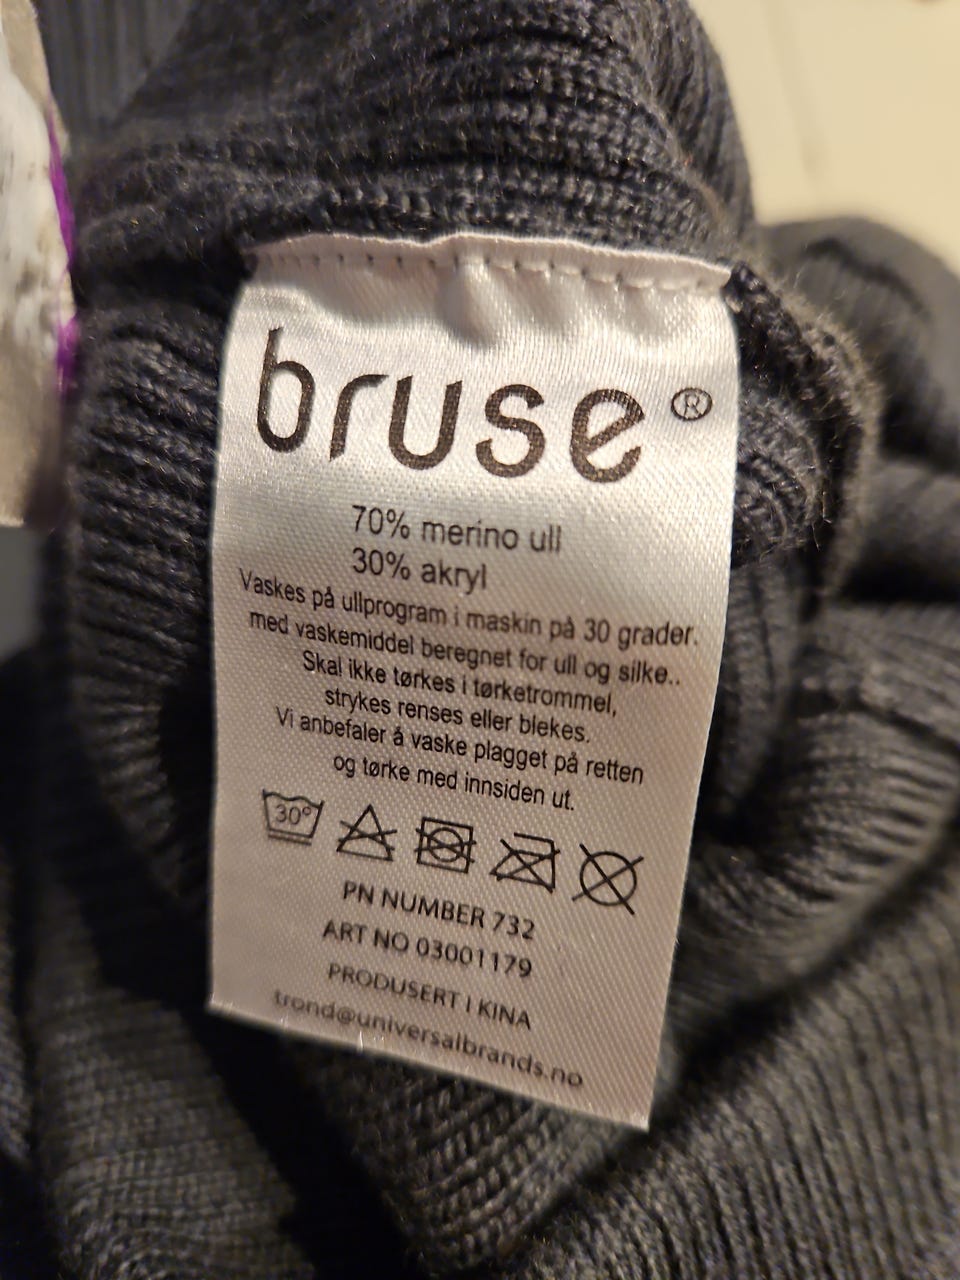 bruse®
70% merino ull
30% akryl
Vaskes på ullprogram i maskin på 30 grader.
med vaskemiddel beregnet for ull og silke..
Skal ikke tørkes i tørketrommel,
strykes renses eller blekes.
Vi anbefaler å vaske plagget på retten
og tørke med innsiden ut.
30°
PN NUMBER 732
ART NO 03001179
PRODUSERT I KINA
trond@universalbrands.no